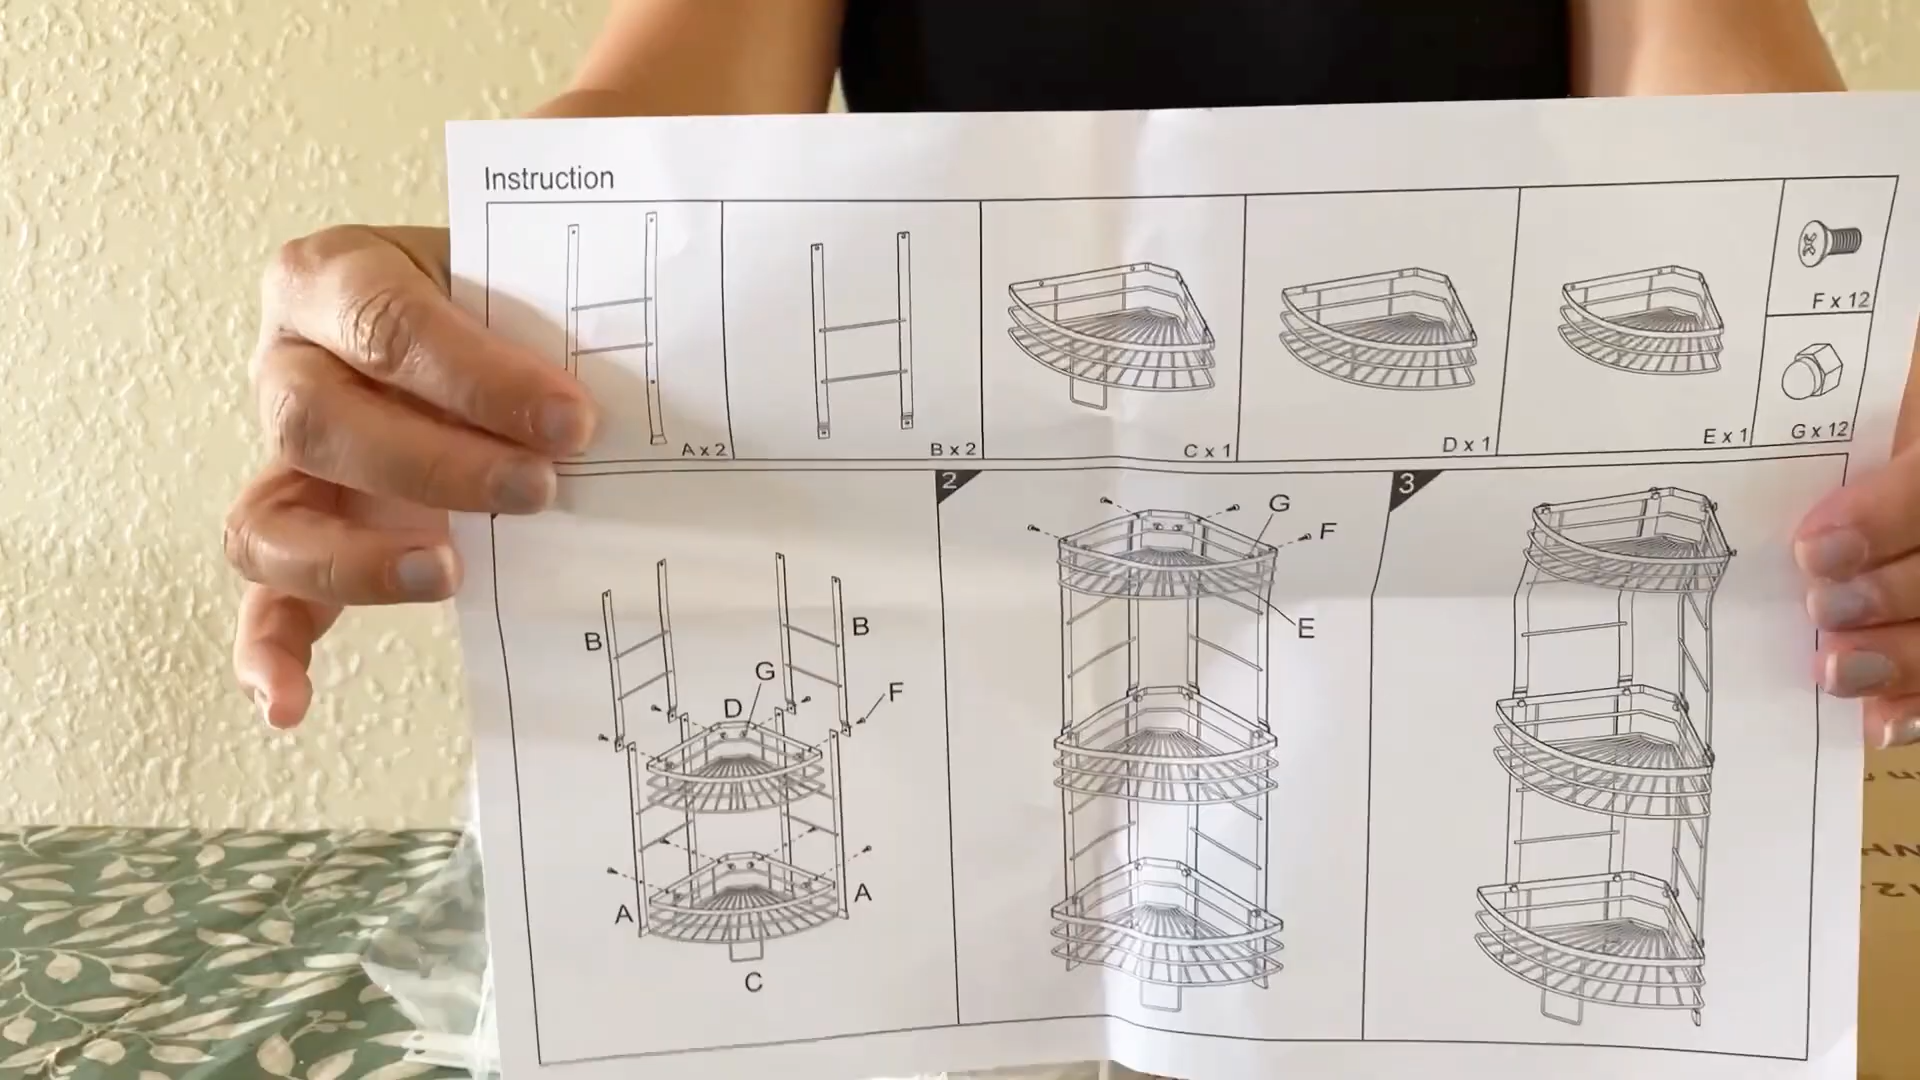 Instruction
A x 2
B x 2
C x 1
D x 1
E x 1
F x 12
G x 12
2
3
G
F
E
B
B
G
D
F
A
A
C